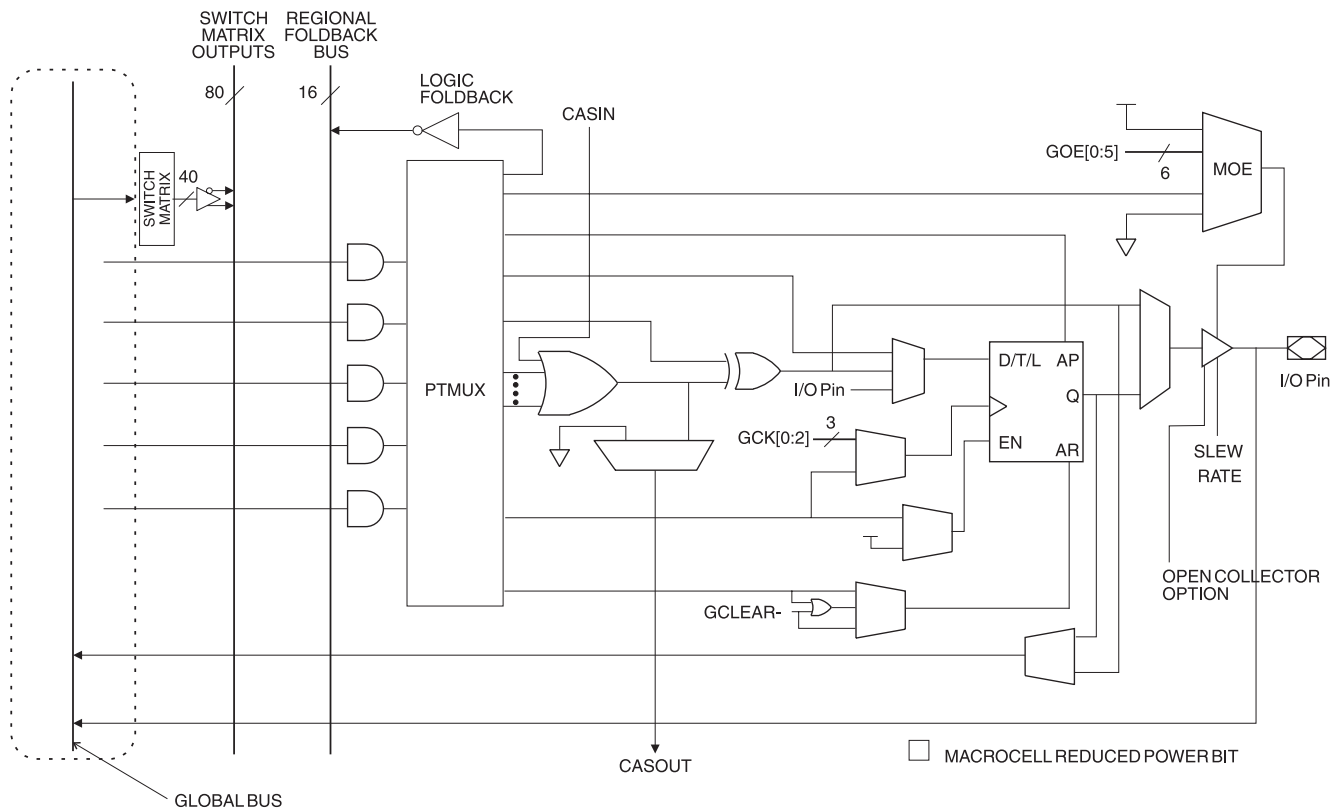 SWITCH
MATRIX
OUTPUTS
REGIONAL
FOLDBACK
BUS
80
16
LOGIC
FOLDBACK
CASIN
GOE[0:5]
6
MOE
SWITCH
MATRIX
40
PTMUX
D/T/L
AP
Q
EN
AR
I/O Pin
I/O Pin
GCK[0:2]
3
SLEW
RATE
OPEN COLLECTOR
OPTION
GCLEAR-
CASOUT
MACROCELL REDUCED POWER BIT
GLOBAL BUS